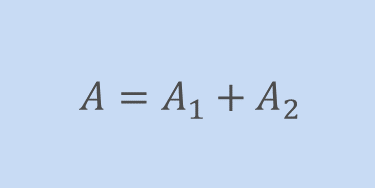 A = A₁ + A₂